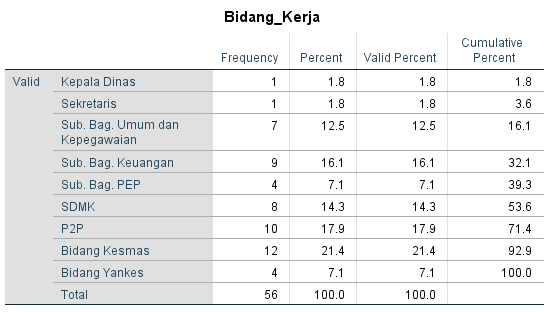 Bidang_Kerja
Frequency Percent Valid Percent Cumulative Percent
Valid Kepala Dinas 1 1.8 1.8 1.8
Sekretaris 1 1.8 1.8 3.6
Sub. Bag. Umum dan Kepegawaian 7 12.5 12.5 16.1
Sub. Bag. Keuangan 9 16.1 16.1 32.1
Sub. Bag. PEP 4 7.1 7.1 39.3
SDMK 8 14.3 14.3 53.6
P2P 10 17.9 17.9 71.4
Bidang Kesmas 12 21.4 21.4 92.9
Bidang Yankes 4 7.1 7.1 100.0
Total 56 100.0 100.0